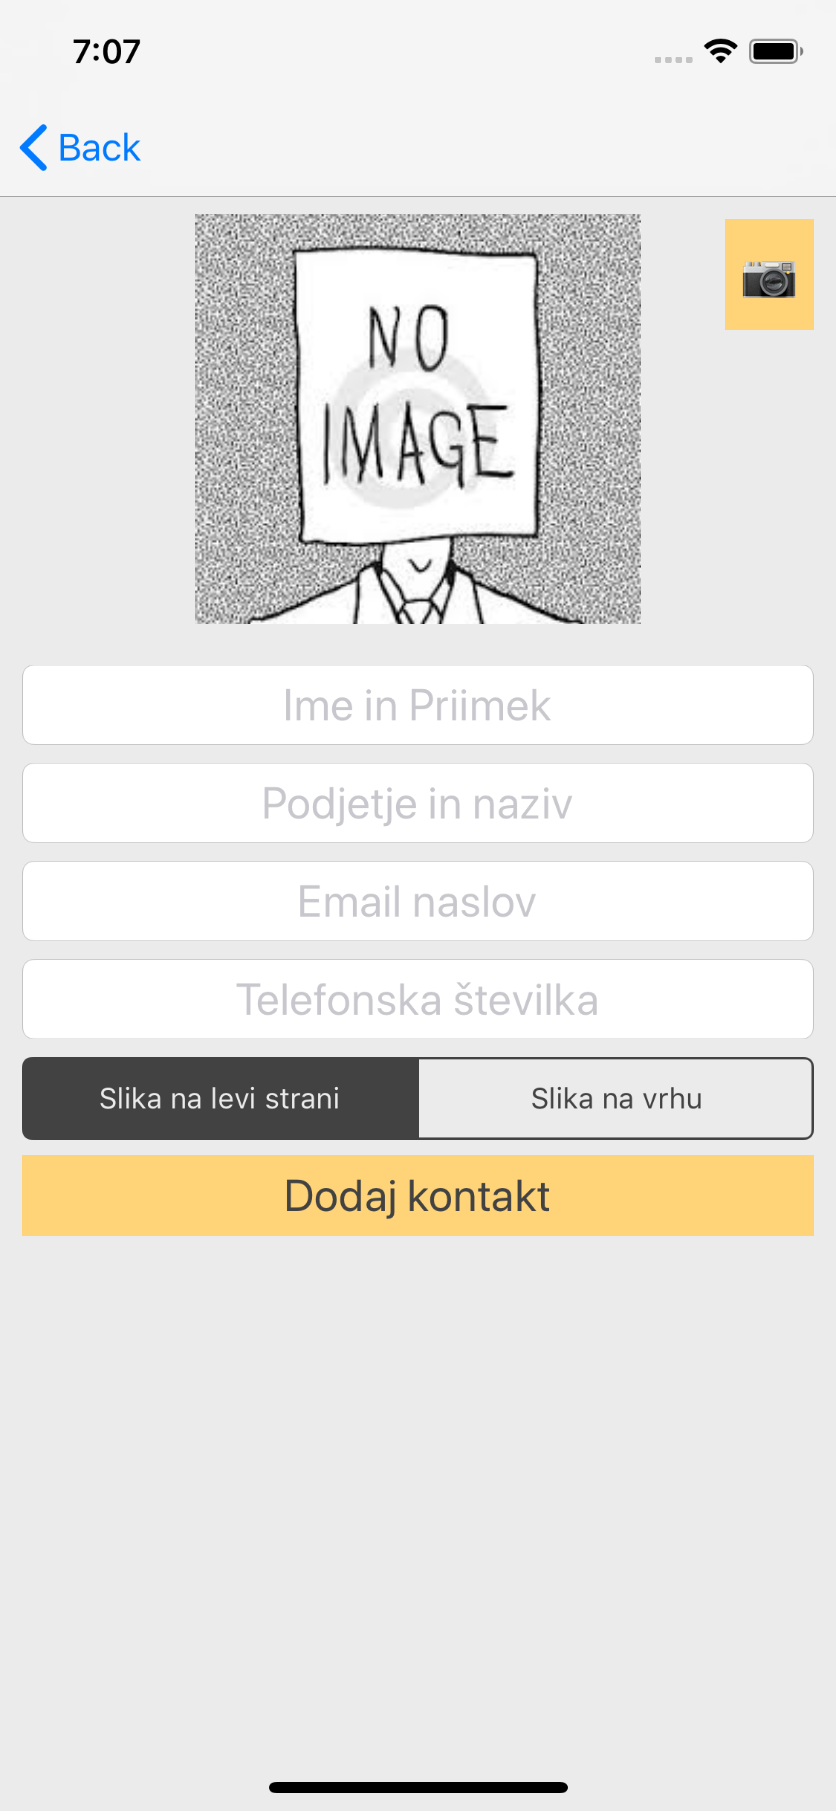 7:07
Back
NO
IMAGE
Ime in Priimek
Podjetje in naziv
Email naslov
Telefonska številka
Slika na levi strani
Slika na vrhu
Dodaj kontakt